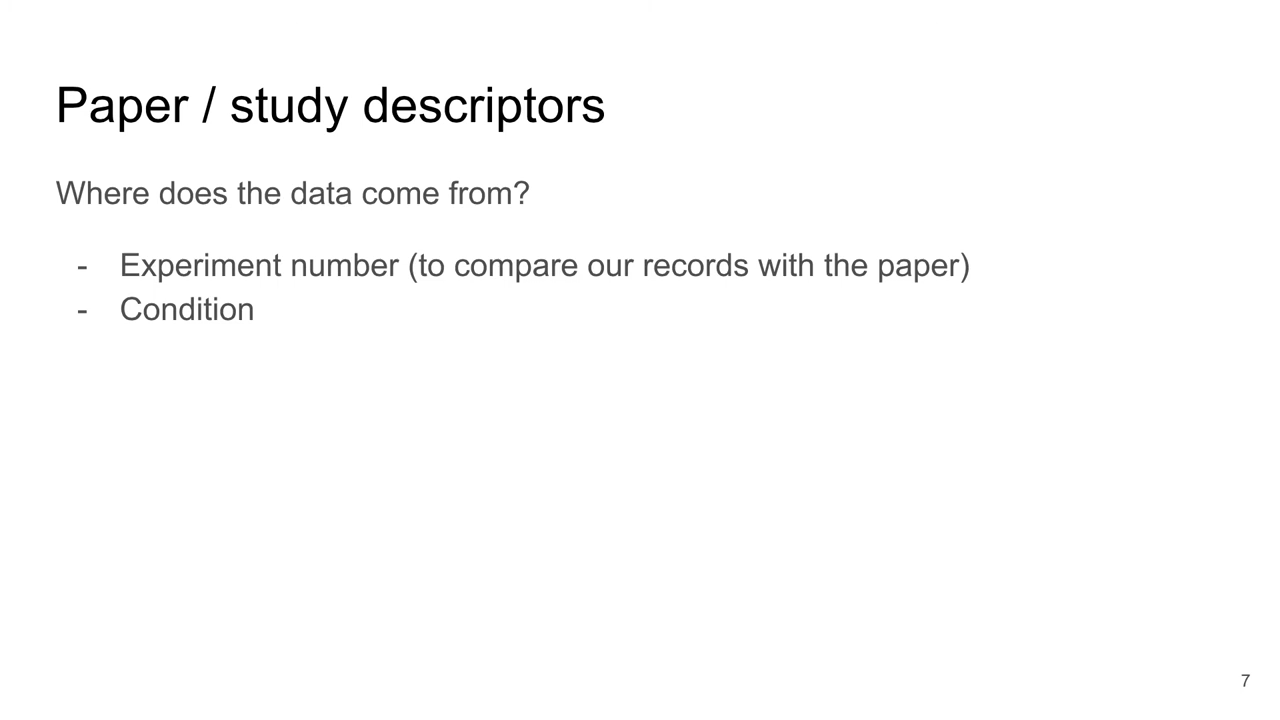 Paper / study descriptors
Where does the data come from?
- Experiment number (to compare our records with the paper)
- Condition
7